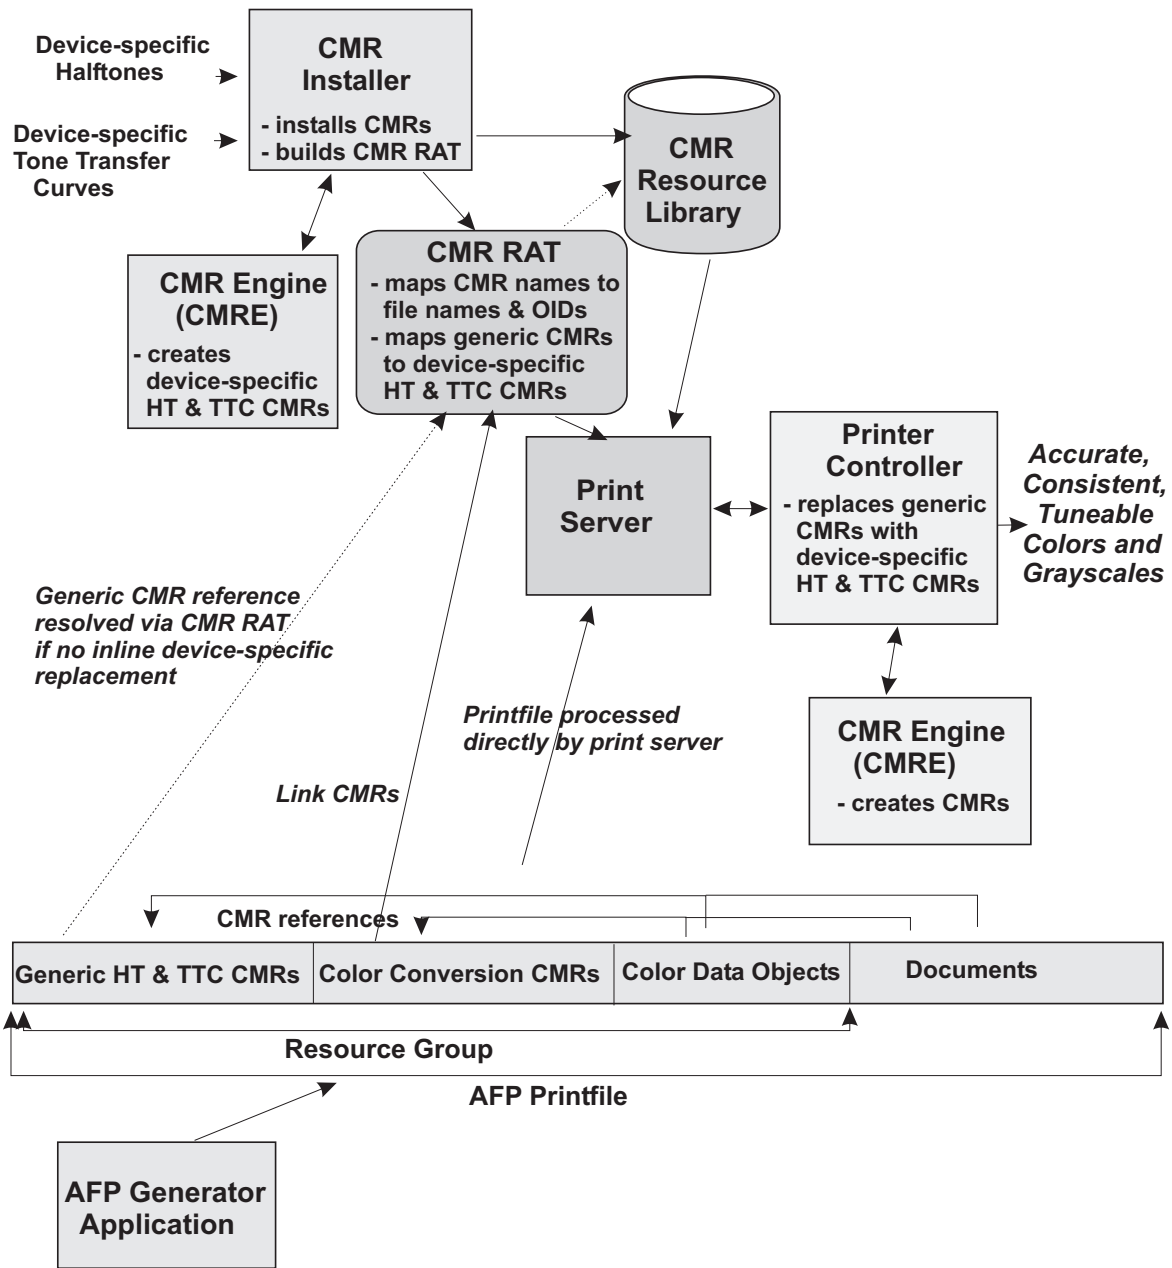 Device-specific
Halftones
Device-specific
Tone Transfer
Curves
CMR
Installer
- installs CMRs
- builds CMR RAT
CMR
Resource
Library
CMR Engine
(CMRE)
- creates
device-specific
HT & TTC CMRs
CMR RAT
- maps CMR names to
file names & OIDs
- maps generic CMRs
to device-specific
HT & TTC CMRs
Print
Server
Printer
Controller
- replaces generic
CMRs with
device-specific
HT & TTC CMRs
Accurate,
Consistent,
Tuneable
Colors and
Grayscales
Generic CMR reference
resolved via CMR RAT
if no inline device-specific
replacement
Printfile processed
directly by print server
Link CMRs
CMR Engine
(CMRE)
- creates CMRs
CMR references
Generic HT & TTC CMRs
Color Conversion CMRs
Color Data Objects
Documents
Resource Group
AFP Printfile
AFP Generator
Application